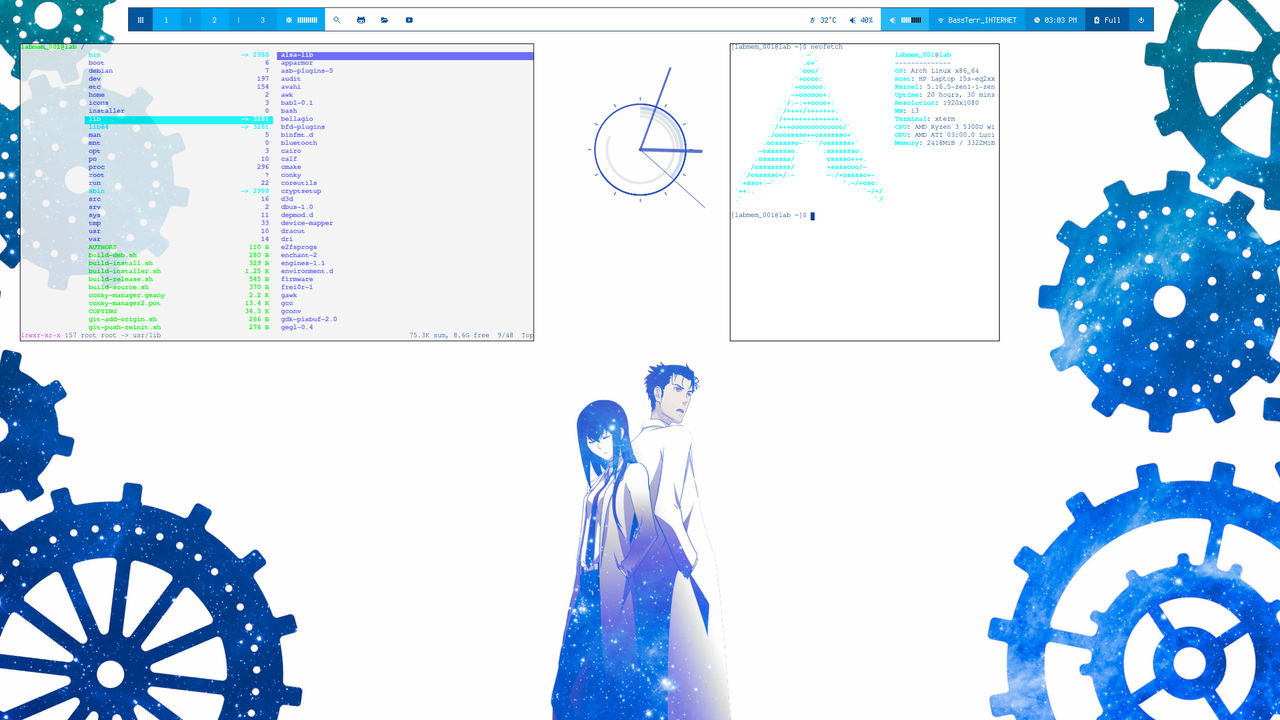 1 | 2 | 3 32°C 40% BassTerr_INTERNET 03:03 PM Full
labmem_001@lab /
bin -> 2988 alsa-lib
boot 6 apparmor
debian 7 asb-plugins-5
dev 197 audit
etc 154 avahi
home 2 awk
icons 3 babl-0.1
installer 0 bash
lib -> 3281 bellagio
lib64 -> 3281 bfd-plugins
man 5 binfmt.d
mnt 0 bluetooth
opt 3 cairo
po 10 calf
proc 296 cmake
root 7 conky
run 22 coreutils
sbin -> 2988 cryptsetup
src 16 d3d
srv 2 dbus-1.0
sys 11 depmod.d
tmp 33 device-mapper
usr 10 dracut
var 14 dri
AUTHORS 110 B e2fsprogs
build-deb.sh 280 B enchant-2
build-install.sh 329 B engines-1.1
build-installer.sh 1.25 K environment.d
build-release.sh 545 B firmware
build-source.sh 370 B frei0r-1
conky-manager.geany 2.2 K gawk
conky-manager2.pot 13.4 K gcc
COPYING 34.3 K gconv
git-add-origin.sh 266 B gdk-pixbuf-2.0
git-push-reinit.sh 276 B gegl-0.4
lrwxr-xr-x 157 root root -> usr/lib 75.3K sum, 8.6G free 9/48 Top
[labmem_001@lab ~]$ neofetch
labmem_001@lab
--------------
OS: Arch Linux x86_64
Host: HP Laptop 15s-eq2xx
Kernel: 5.16.5-zen1-1-zen
Uptime: 20 hours, 30 mins
Resolution: 1920x1080
WM: i3
Terminal: xterm
CPU: AMD Ryzen 3 5300U wi
GPU: AMD ATI 03:00.0 Luci
Memory: 2418MiB / 3322MiB
[labmem_001@lab ~]$